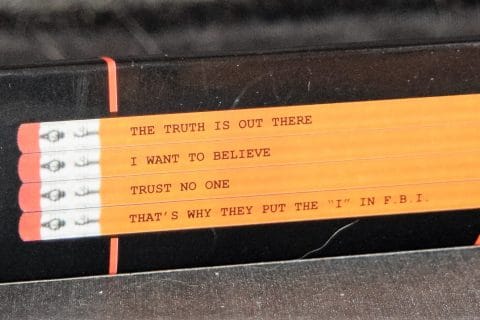 THE TRUTH IS OUT THERE
I WANT TO BELIEVE
TRUST NO ONE
THAT'S WHY THEY PUT THE "I" IN F.B.I.